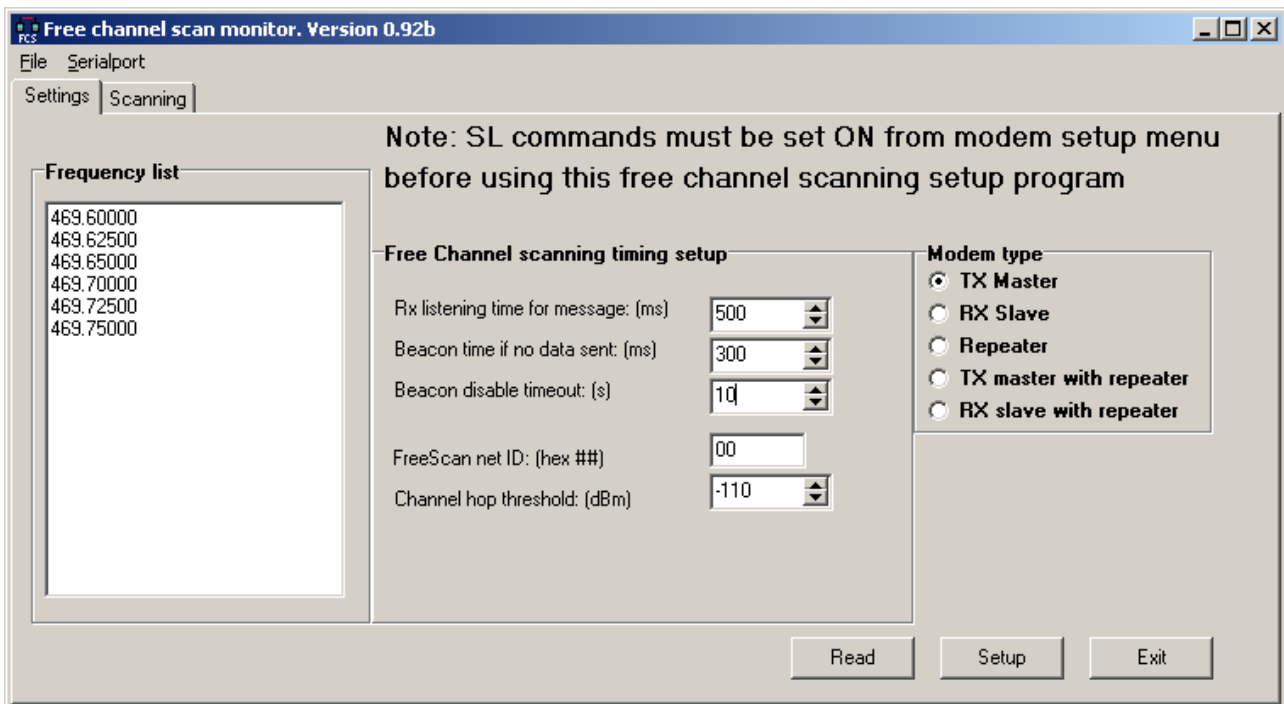 FCS Free channel scan monitor. Version 0.92b
File Serialport
Settings Scanning
Note: SL commands must be set ON from modem setup menu
before using this free channel scanning setup program
Frequency list
469.60000
469.62500
469.65000
469.70000
469.72500
469.75000
Free Channel scanning timing setup
Rx listening time for message: (ms) 500
Beacon time if no data sent: (ms) 300
Beacon disable timeout: (s) 10
FreeScan net ID: (hex ##) 00
Channel hop threshold: (dBm) -110
Modem type
TX Master
RX Slave
Repeater
TX master with repeater
RX slave with repeater
Read Setup Exit